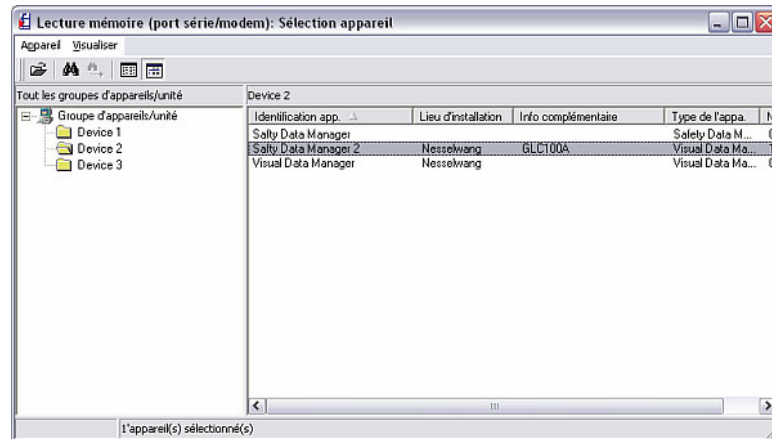 Lecture mémoire (port série/modem): Sélection appareil
Appareil Visualiser
Tout les groupes d'appareils/unité Device 2
Groupe d'appareils/unité
Device 1
Device 2
Device 3
Identification app. Lieu d'installation Info complémentaire Type de l'appa. N
Salty Data Manager Safety Data M...
Salty Data Manager 2 Nesselwang GLC100A Visual Data Ma...
Visual Data Manager Nesselwang Visual Data Ma...
1'appareil(s) sélectionné(s)